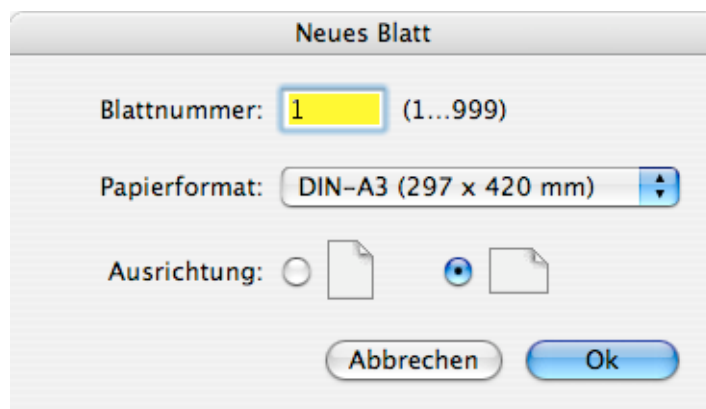 Neues Blatt
Blattnummer: 1 (1...999)
Papierformat: DIN-A3 (297 x 420 mm)
Ausrichtung:
Abbrechen Ok